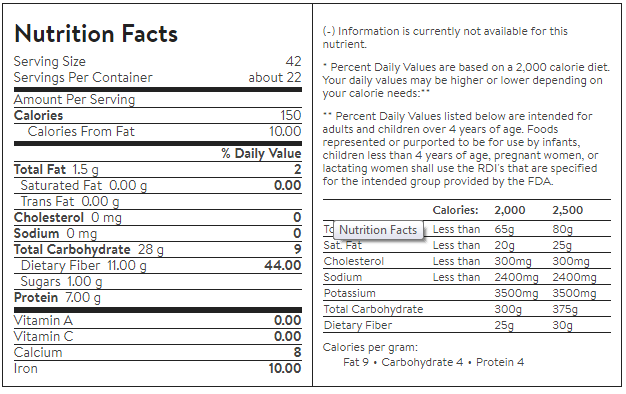 Nutrition Facts
Serving Size 42
Servings Per Container about 22
Amount Per Serving
Calories 150
Calories From Fat 10.00
% Daily Value
Total Fat 1.5 g 2
Saturated Fat 0.00 g 0.00
Trans Fat 0.00 g
Cholesterol 0 mg 0
Sodium 0 mg 0
Total Carbohydrate 28 g 9
Dietary Fiber 11.00 g 44.00
Sugars 1.00 g
Protein 7.00 g
Vitamin A 0.00
Vitamin C 0.00
Calcium 8
Iron 10.00
(-) Information is currently not available for this
nutrient.
* Percent Daily Values are based on a 2,000 calorie diet.
Your daily values may be higher or lower depending on
your calorie needs:**
** Percent Daily Values listed below are intended for
adults and children over 4 years of age. Foods
represented or purported to be for use by infants,
children less than 4 years of age, pregnant women, or
lactating women shall use the RDI's that are specified
for the intended group provided by the FDA.
Calories: 2,000 2,500
Nutrition Facts Less than 65g 80g
Sat. Fat Less than 20g 25g
Cholesterol Less than 300mg 300mg
Sodium Less than 2400mg 2400mg
Potassium 3500mg 3500mg
Total Carbohydrate 300g 375g
Dietary Fiber 25g 30g
Calories per gram:
Fat 9 • Carbohydrate 4 • Protein 4